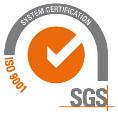 SYSTEM CERTIFICATION
ISO 9001
SGS